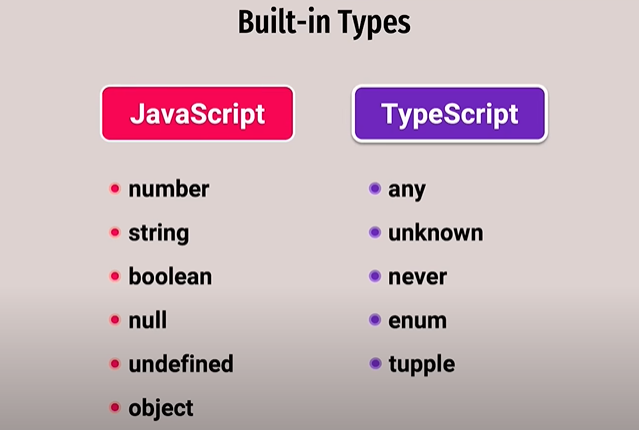 Built-in Types
JavaScript
number
string
boolean
null
undefined
object
TypeScript
any
unknown
never
enum
tupple